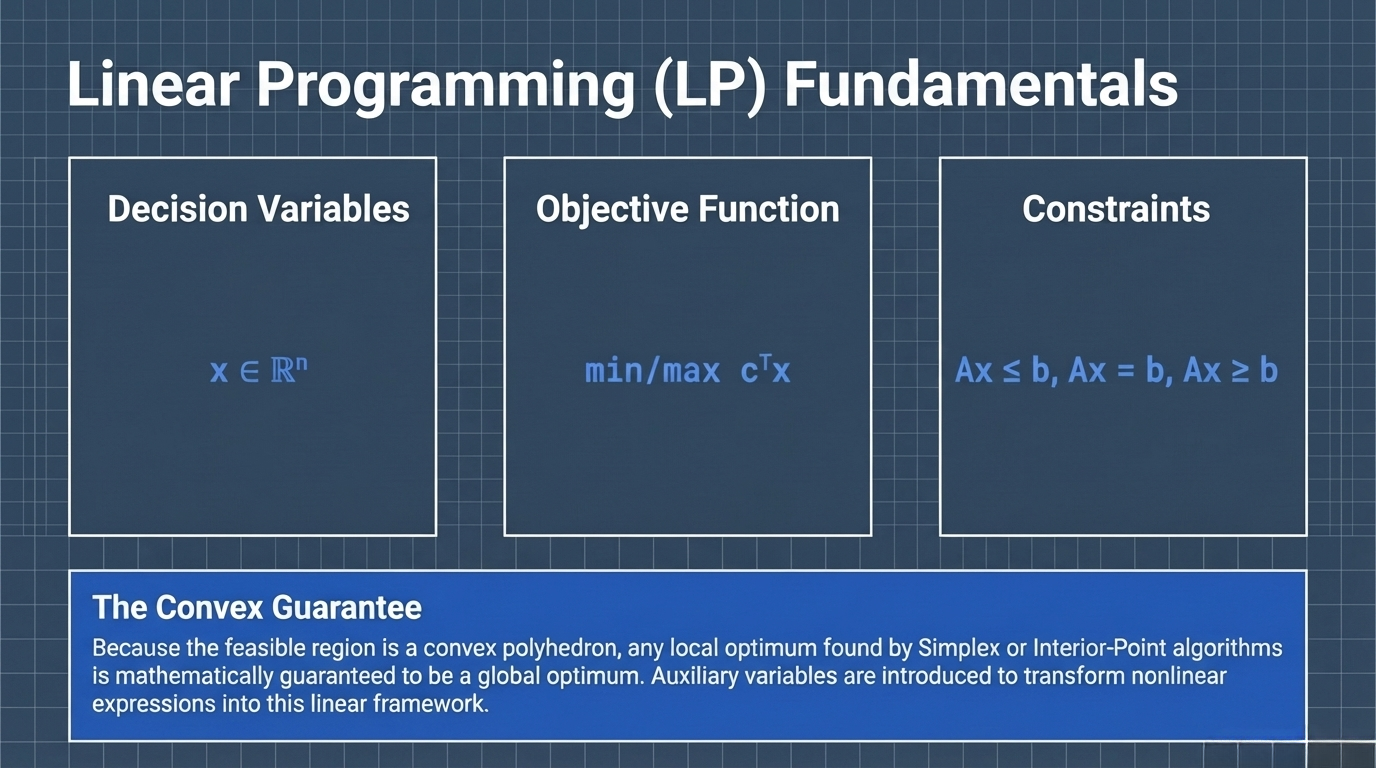 Linear Programming (LP) Fundamentals
Decision Variables
x ∈ ℝⁿ
Objective Function
min/max cᵀx
Constraints
Ax ≤ b, Ax = b, Ax ≥ b
The Convex Guarantee
Because the feasible region is a convex polyhedron, any local optimum found by Simplex or Interior-Point algorithms
is mathematically guaranteed to be a global optimum. Auxiliary variables are introduced to transform nonlinear
expressions into this linear framework.